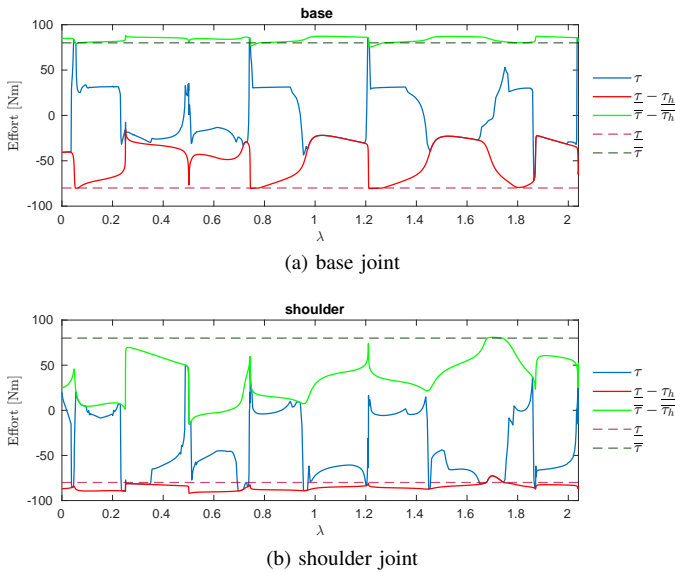 base
100
50
0
-50
-100
Effort [Nm]
0 0.2 0.4 0.6 0.8 1 1.2 1.4 1.6 1.8 2
λ
τ
τ̲ − τ̲ₕ
τ̅ − τ̅ₕ
τ̲
τ̅
(a) base joint
shoulder
100
50
0
-50
-100
Effort [Nm]
0 0.2 0.4 0.6 0.8 1 1.2 1.4 1.6 1.8 2
λ
τ
τ̲ − τ̲ₕ
τ̅ − τ̅ₕ
τ̲
τ̅
(b) shoulder joint